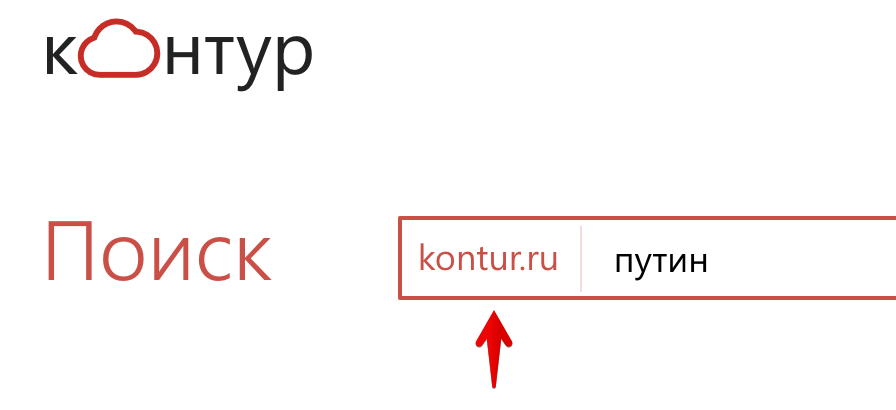 контур
Поиск
kontur.ru
путин